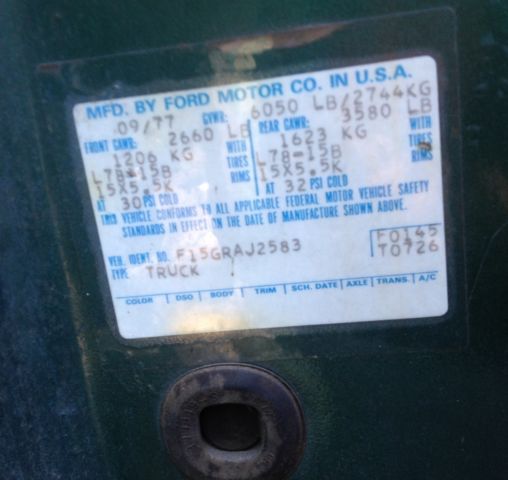 MFD. BY FORD MOTOR CO. IN U.S.A.
09/77 GVWR: 6050 LB/2744KG
FRONT GAWR: 2660 LB REAR GAWR: 3580 LB
1206 KG WITH 1623 KG WITH
L78-15B TIRES L78-15B TIRES
15X5.5K RIMS 15X5.5K RIMS
AT 30 PSI COLD AT 32 PSI COLD
THIS VEHICLE CONFORMS TO ALL APPLICABLE FEDERAL MOTOR VEHICLE SAFETY
STANDARDS IN EFFECT ON THE DATE OF MANUFACTURE SHOWN ABOVE.
VEH. IDENT. NO. F15GRAJ2583 F0145
TYPE TRUCK T0726
COLOR DSO BODY TRIM SCH. DATE AXLE TRANS. A/C